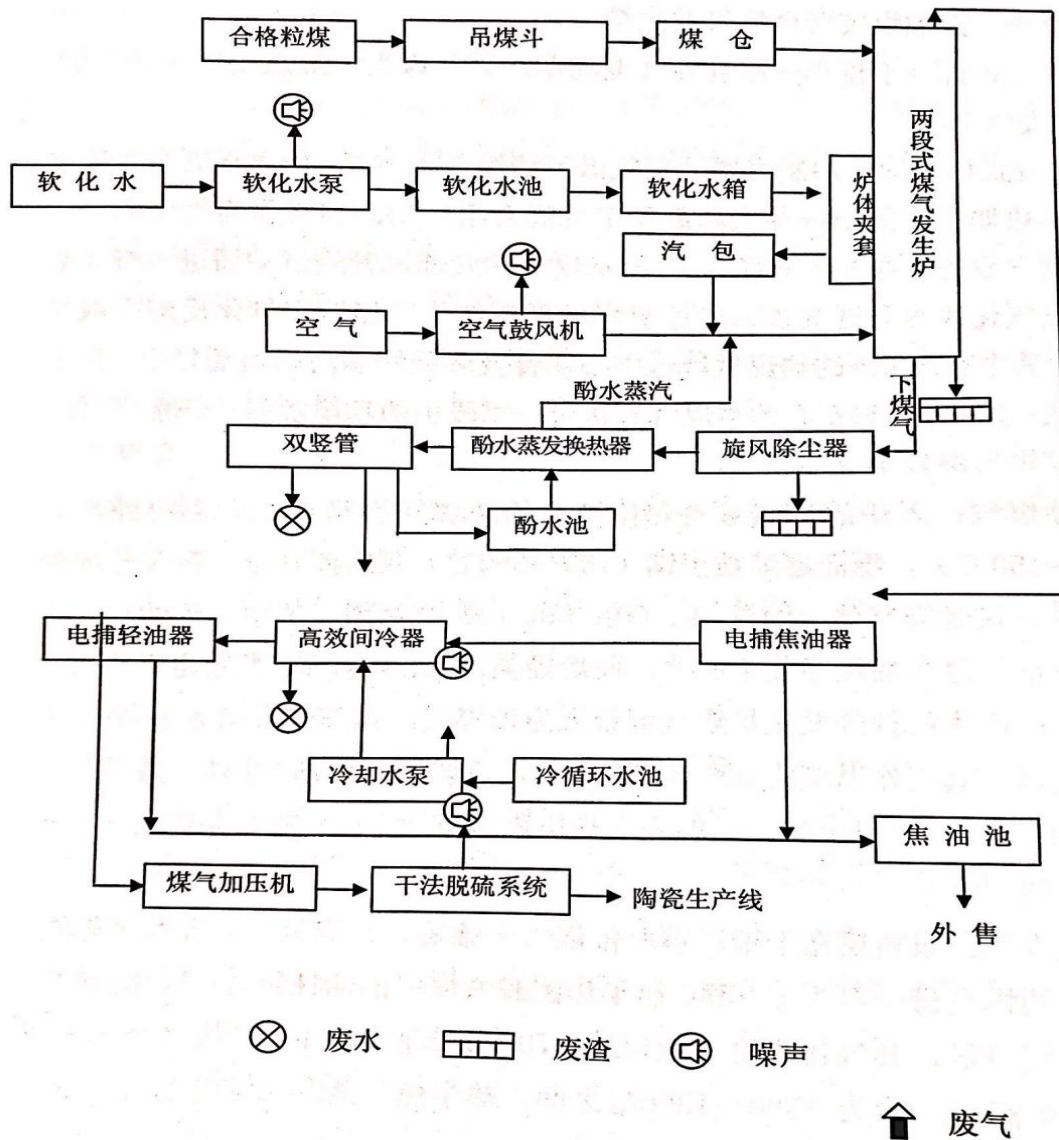 合格粒煤
吊煤斗
煤 仓
两段式煤气发生炉
软 化 水
软化水泵
软化水池
软化水箱
炉体夹套
汽 包
空 气
空气鼓风机
酚水蒸汽
下煤气
双竖管
酚水蒸发换热器
旋风除尘器
酚水池
电捕轻油器
高效间冷器
电捕焦油器
冷却水泵
冷循环水池
焦 油 池
煤气加压机
干法脱硫系统
陶瓷生产线
外 售
废水
废渣
噪声
废气